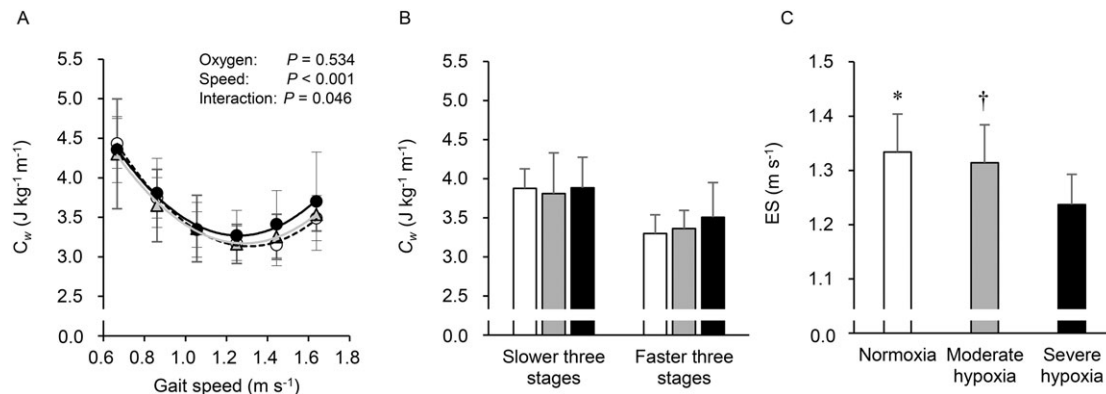 A
Oxygen: P = 0.534
Speed: P < 0.001
Interaction: P = 0.046
5.5
5.0
4.5
4.0
3.5
3.0
2.5
0.0
Cw (J kg-1 m-1)
0.6 0.8 1.0 1.2 1.4 1.6 1.8
Gait speed (m s-1)
B
5.5
5.0
4.5
4.0
3.5
3.0
2.5
0.0
Cw (J kg-1 m-1)
Slower three
stages
Faster three
stages
C
1.5
1.4
1.3
1.2
1.1
0.0
ES (m s-1)
*
†
Normoxia
Moderate
hypoxia
Severe
hypoxia